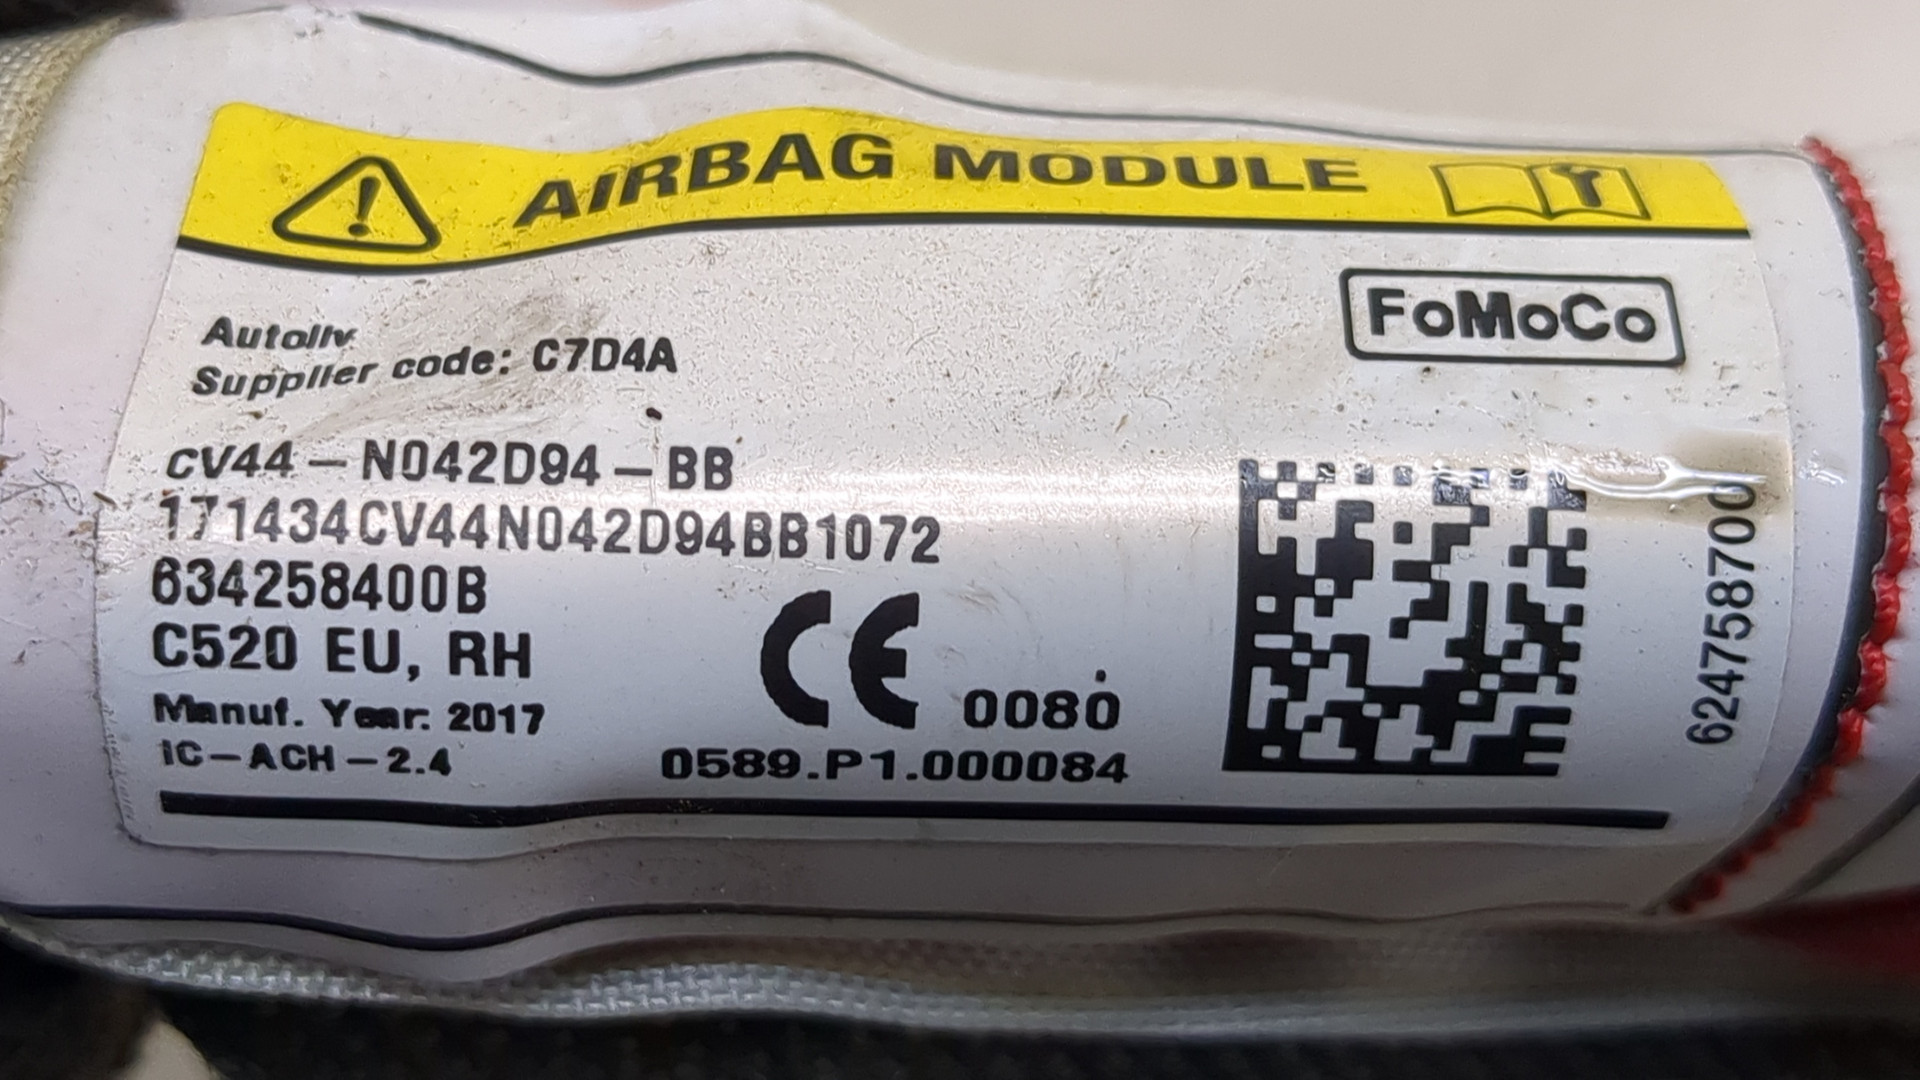 AIRBAG MODULE
FoMoCo
Autoliv
Supplier code: C7D4A
CV44-N042D94-BB
171434CV44N042D94BB1072
634258400B
C520 EU, RH
Manuf. Year: 2017
IC-ACH-2.4
CE 0080
0589.P1.000084
624758700